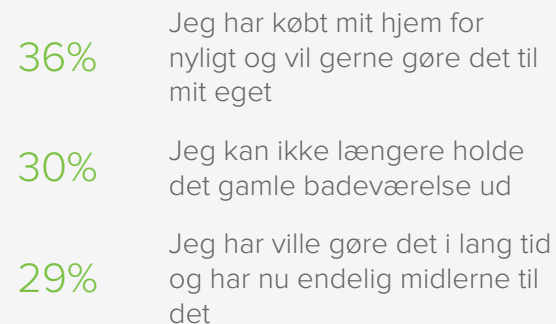 36%
Jeg har købt mit hjem for
nyligt og vil gerne gøre det til
mit eget
30%
Jeg kan ikke længere holde
det gamle badeværelse ud
29%
Jeg har ville gøre det i lang tid
og har nu endelig midlerne til
det